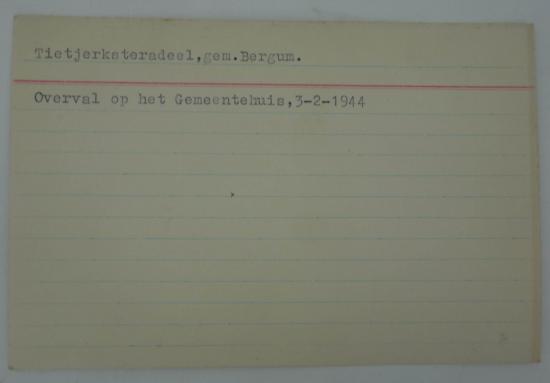 Tietjerksteradeel,gem.Bergum.
Overval op het Gemeentehuis,3-2-1944